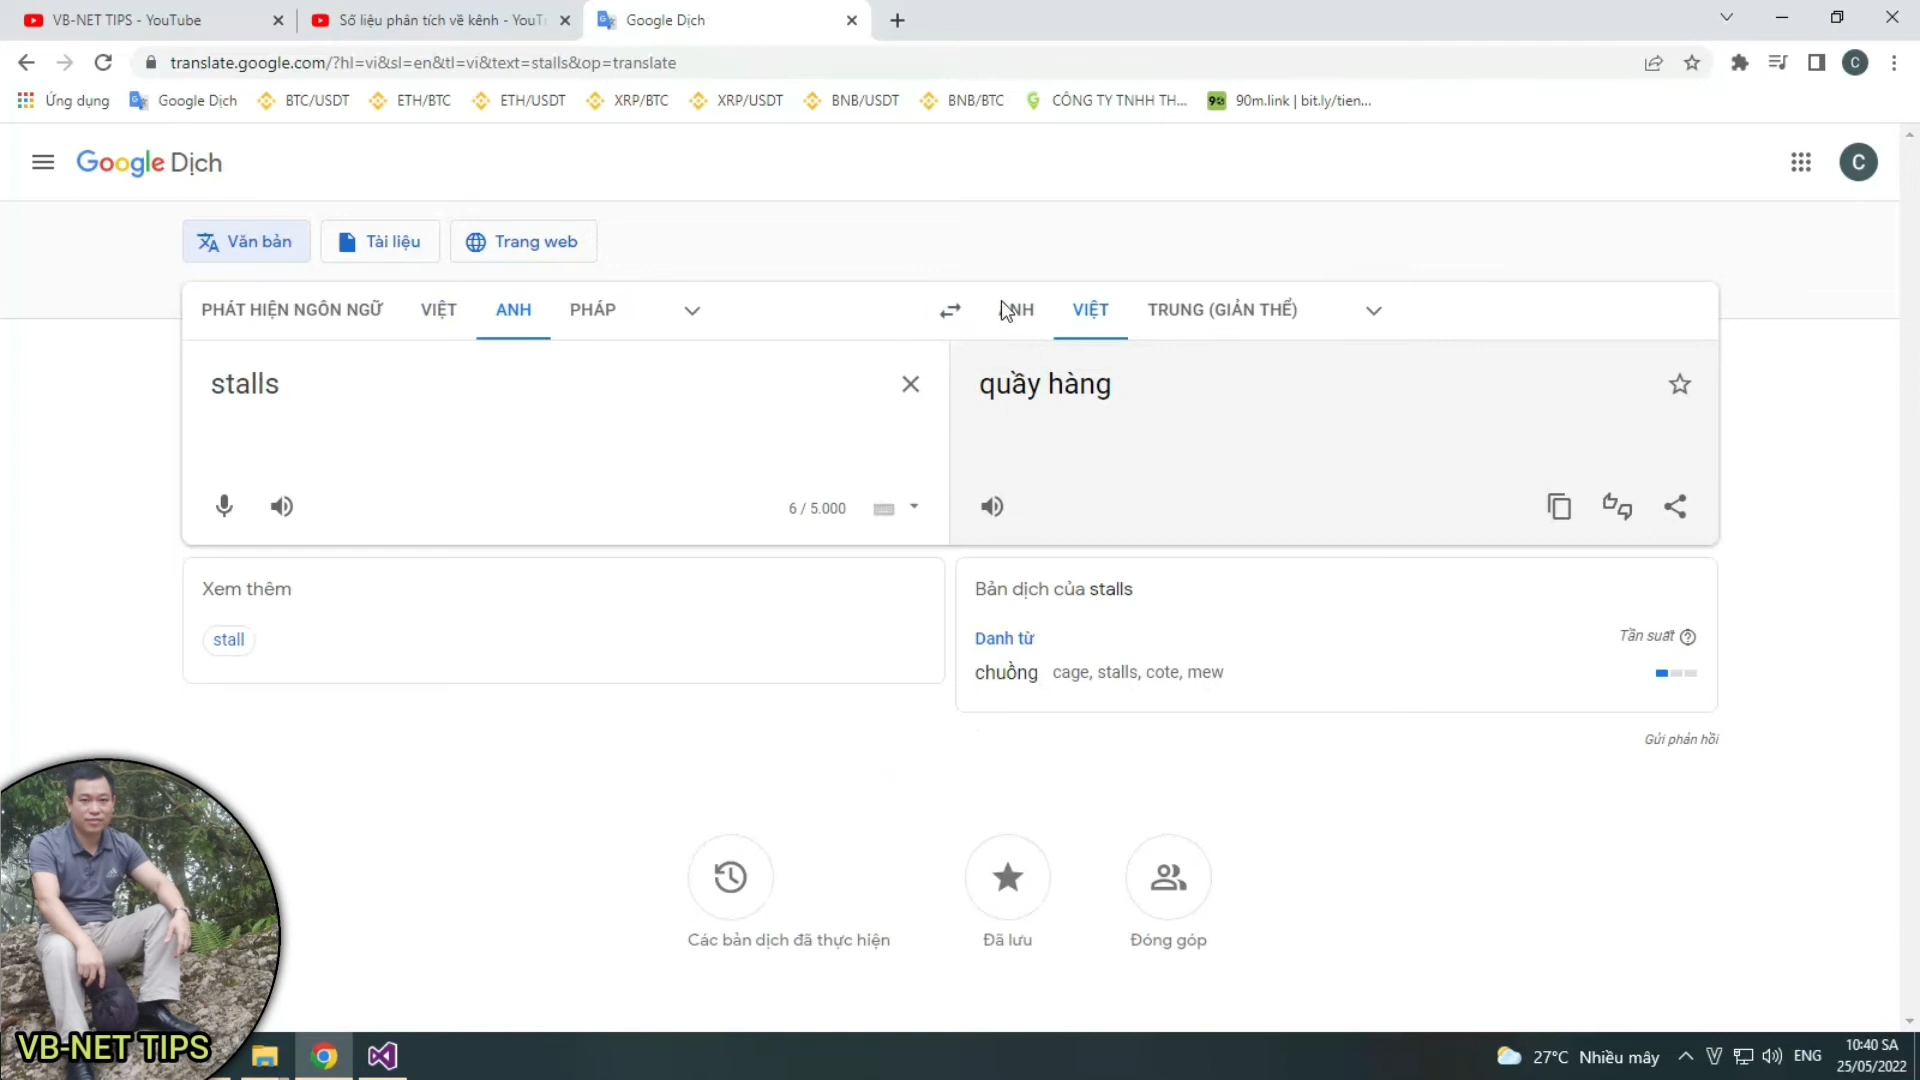 VB-NET TIPS - YouTube
Số liệu phân tích về kênh - YouT
Google Dịch
translate.google.com/?hl=vi&sl=en&tl=vi&text=stalls&op=translate
C
Ứng dụng
Google Dịch
BTC/USDT
ETH/BTC
ETH/USDT
XRP/BTC
XRP/USDT
BNB/USDT
BNB/BTC
CÔNG TY TNHH TH...
90m.link | bit.ly/tien...
Google Dịch
C
Văn bản
Tài liệu
Trang web
PHÁT HIỆN NGÔN NGỮ
VIỆT
ANH
PHÁP
NH
VIỆT
TRUNG (GIẢN THỂ)
stalls
quầy hàng
6 / 5.000
Xem thêm
stall
Bản dịch của stalls
Danh từ
Tần suất
chuồng cage, stalls, cote, mew
Gửi phản hồi
Các bản dịch đã thực hiện
Đã lưu
Đóng góp
VB-NET TIPS
27°C Nhiều mây
ENG
10:40 SA
25/05/2022